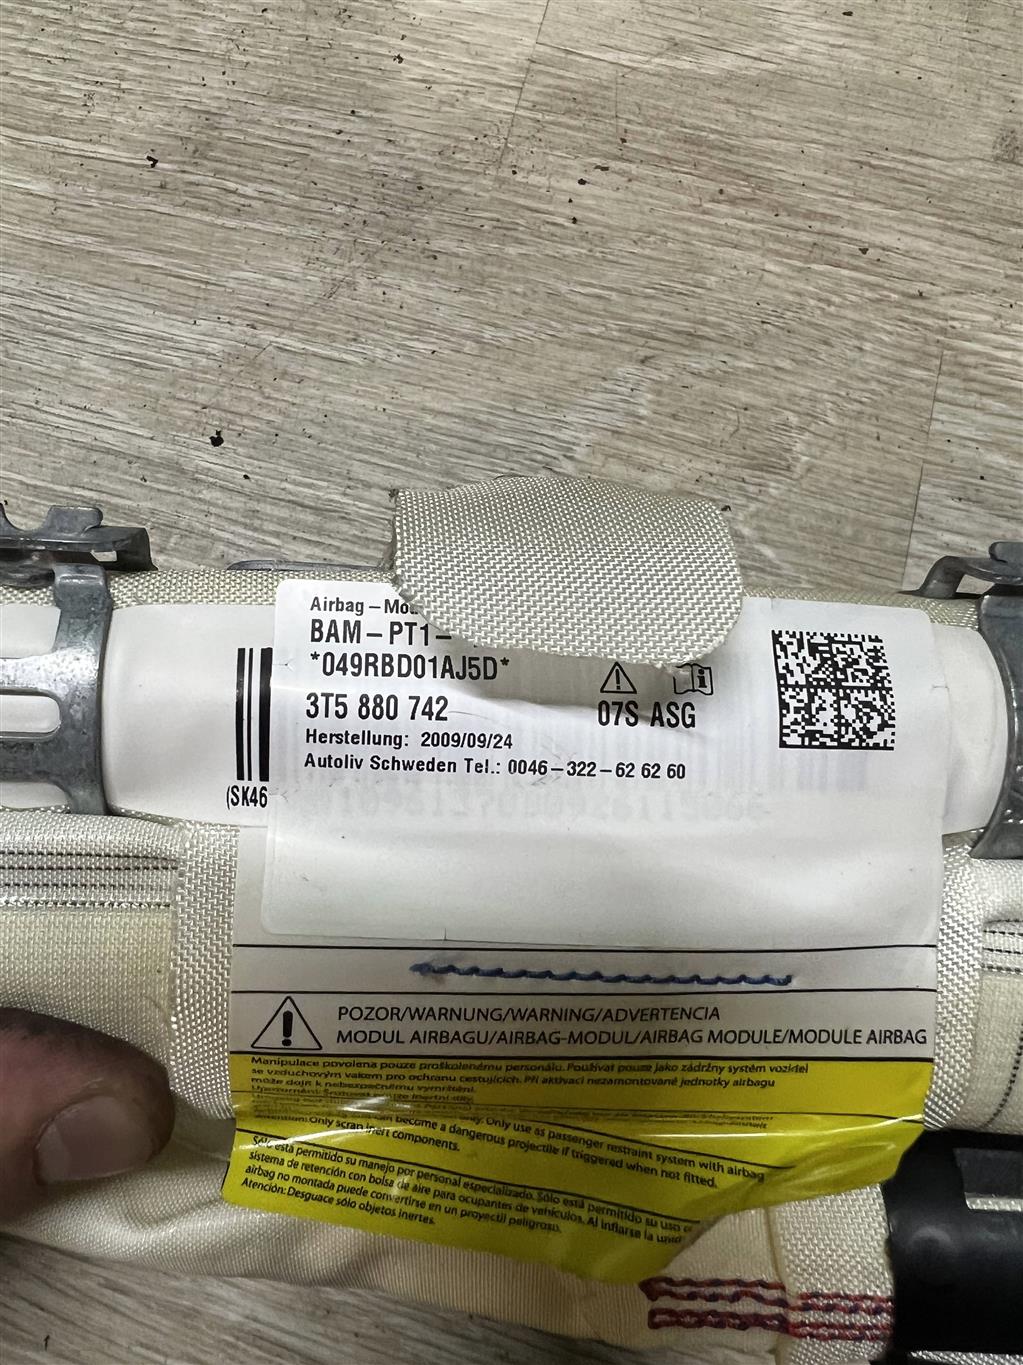 Airbag-Mo
BAM-PT1-
*049RBD01AJ5D*
3T5 880 742
07S ASG
Herstellung: 2009/09/24
Autoliv Schweden Tel.: 0046-322-62 62 60
(SK46
POZOR/WARNUNG/WARNING/ADVERTENCIA
MODUL AIRBAGU/AIRBAG-MODUL/AIRBAG MODULE/MODULE AIRBAG
Manipulace povolena pouze proškolenému personálu. Používat pouze jako zádržný systém vozidel
se vzduchovým vakem pro ochranu cestujících. Při aktivaci nezamontované jednotky airbagu
může dojít k nebezpečnému vymrštění.
only. Only use as passenger restraint system with airbag
become a dangerous projectile if triggered when not fitted.
Only scrap inert components.
Sólo está permitido su manejo por personal especializado. Sólo está permitido su uso
sistema de retención con bolsa de aire para ocupantes de vehículos. Al inflarse la
airbag no montada puede convertirse en un proyectil peligroso.
Atención: Desguace sólo objetos inertes.